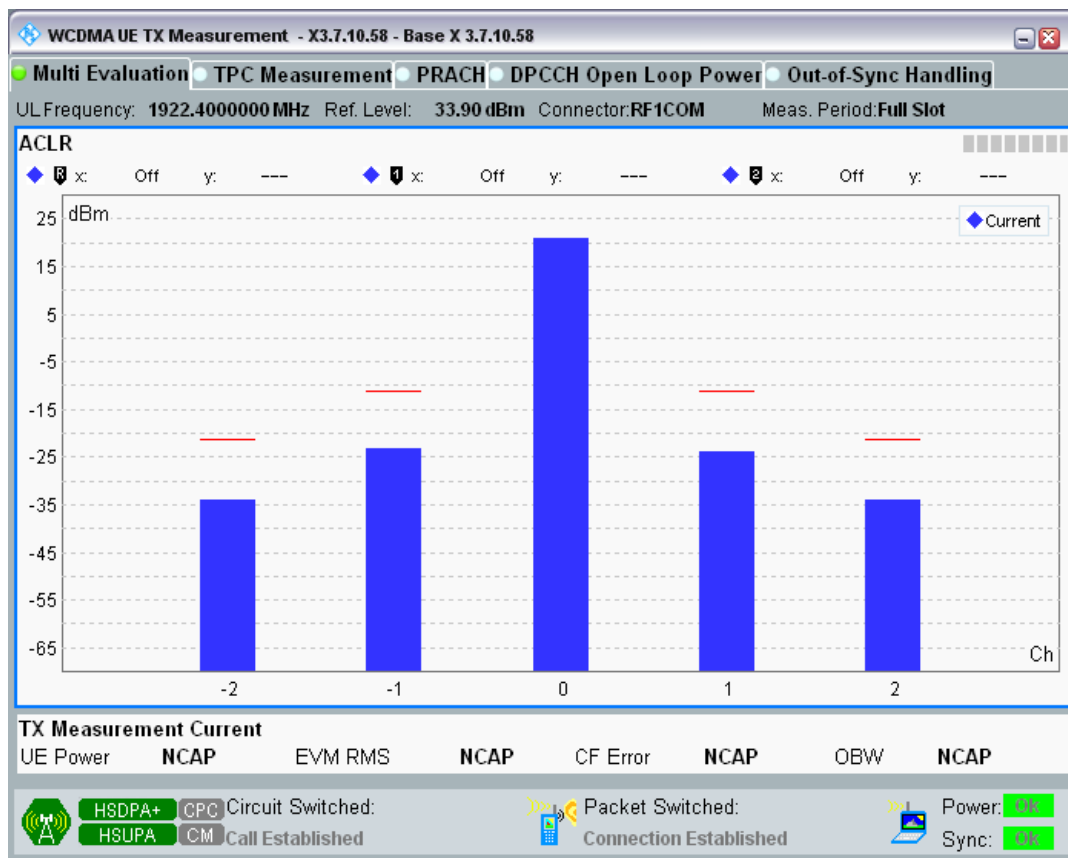 WCDMA UE TX Measurement - X3.7.10.58 - Base X 3.7.10.58
Multi Evaluation TPC Measurement PRACH DPCCH Open Loop Power Out-of-Sync Handling
UL Frequency: 1922.4000000 MHz Ref. Level: 33.90 dBm Connector:RF1COM Meas. Period:Full Slot
ACLR
R x: Off y: --- 1 x: Off y: --- 2 x: Off y: ---
dBm
Current
25
15
5
-5
-15
-25
-35
-45
-55
-65
Ch
-2 -1 0 1 2
TX Measurement Current
UE Power NCAP EVM RMS NCAP CF Error NCAP OBW NCAP
HSDPA+ CPC Circuit Switched: Packet Switched: Power: OK
HSUPA CM Call Established Connection Established Sync: OK